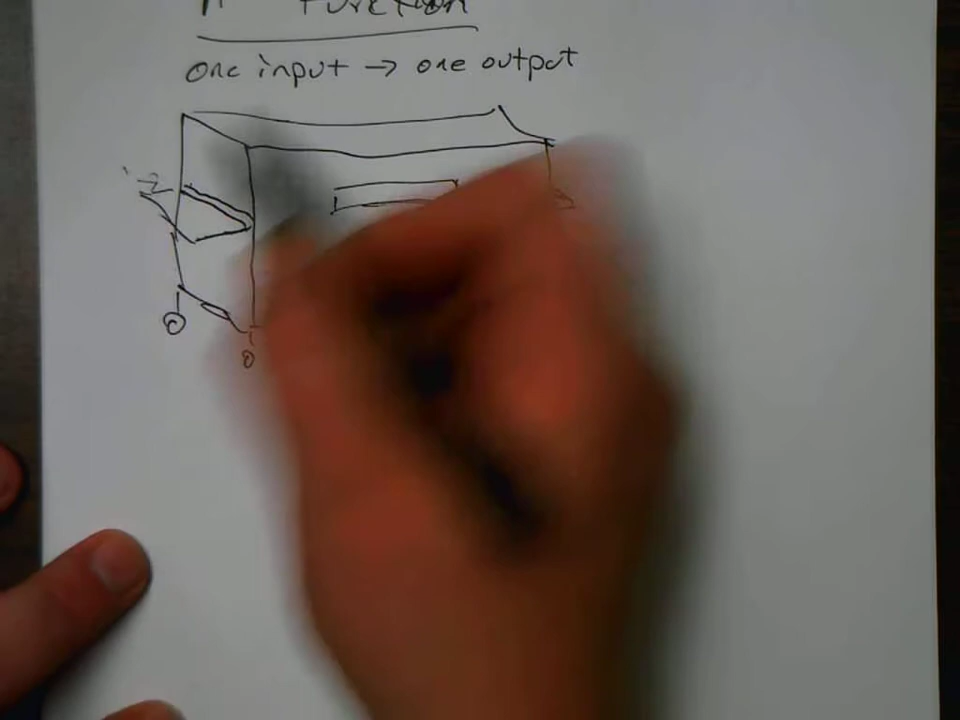 A function
one input → one output